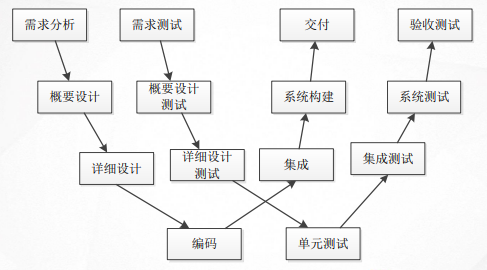 需求分析
需求测试
交付
验收测试
概要设计
概要设计
测试
系统构建
系统测试
详细设计
详细设计
测试
集成
集成测试
编码
单元测试